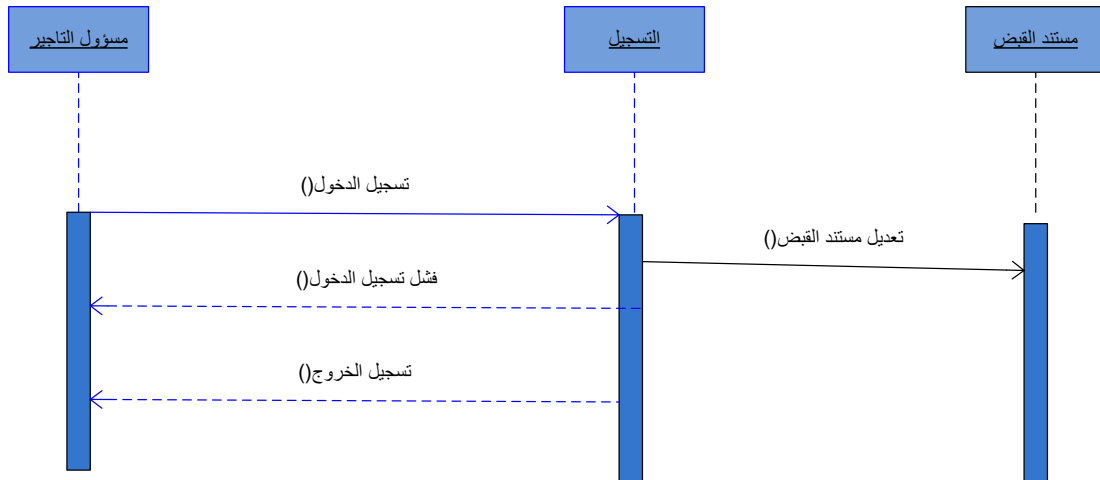 مسؤول التاجير
التسجيل
مستند القبض
تسجيل الدخول()
تعديل مستند القبض()
فشل تسجيل الدخول()
تسجيل الخروج()